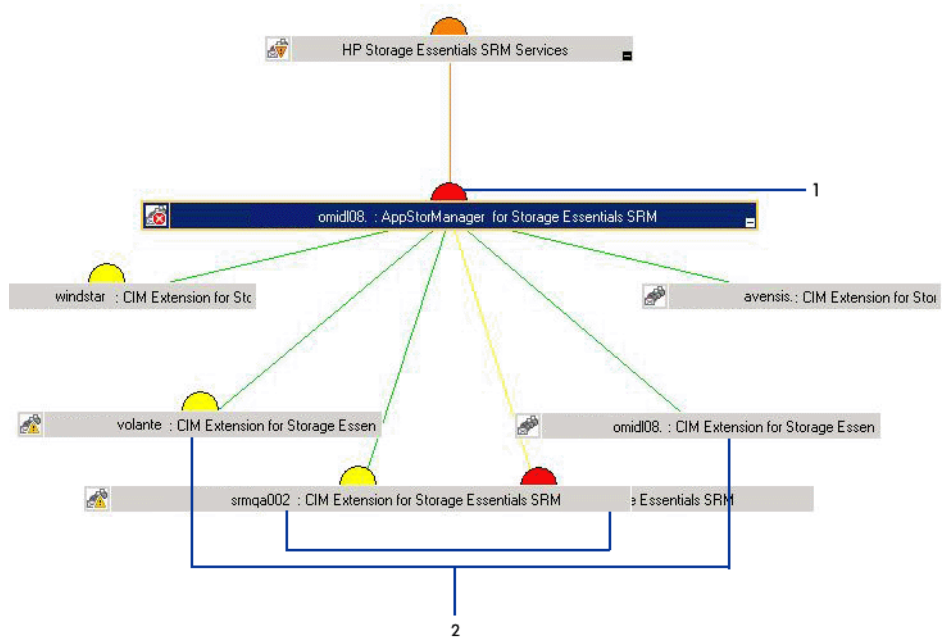 HP Storage Essentials SRM Services
1
omidl08. : AppStorManager for Storage Essentials SRM
windstar : CIM Extension for Stc
avensis. : CIM Extension for Stor
volante : CIM Extension for Storage Essen
omidl08. : CIM Extension for Storage Essen
srmqa002 : CIM Extension for Storage Essentials SRM
e Essentials SRM
2